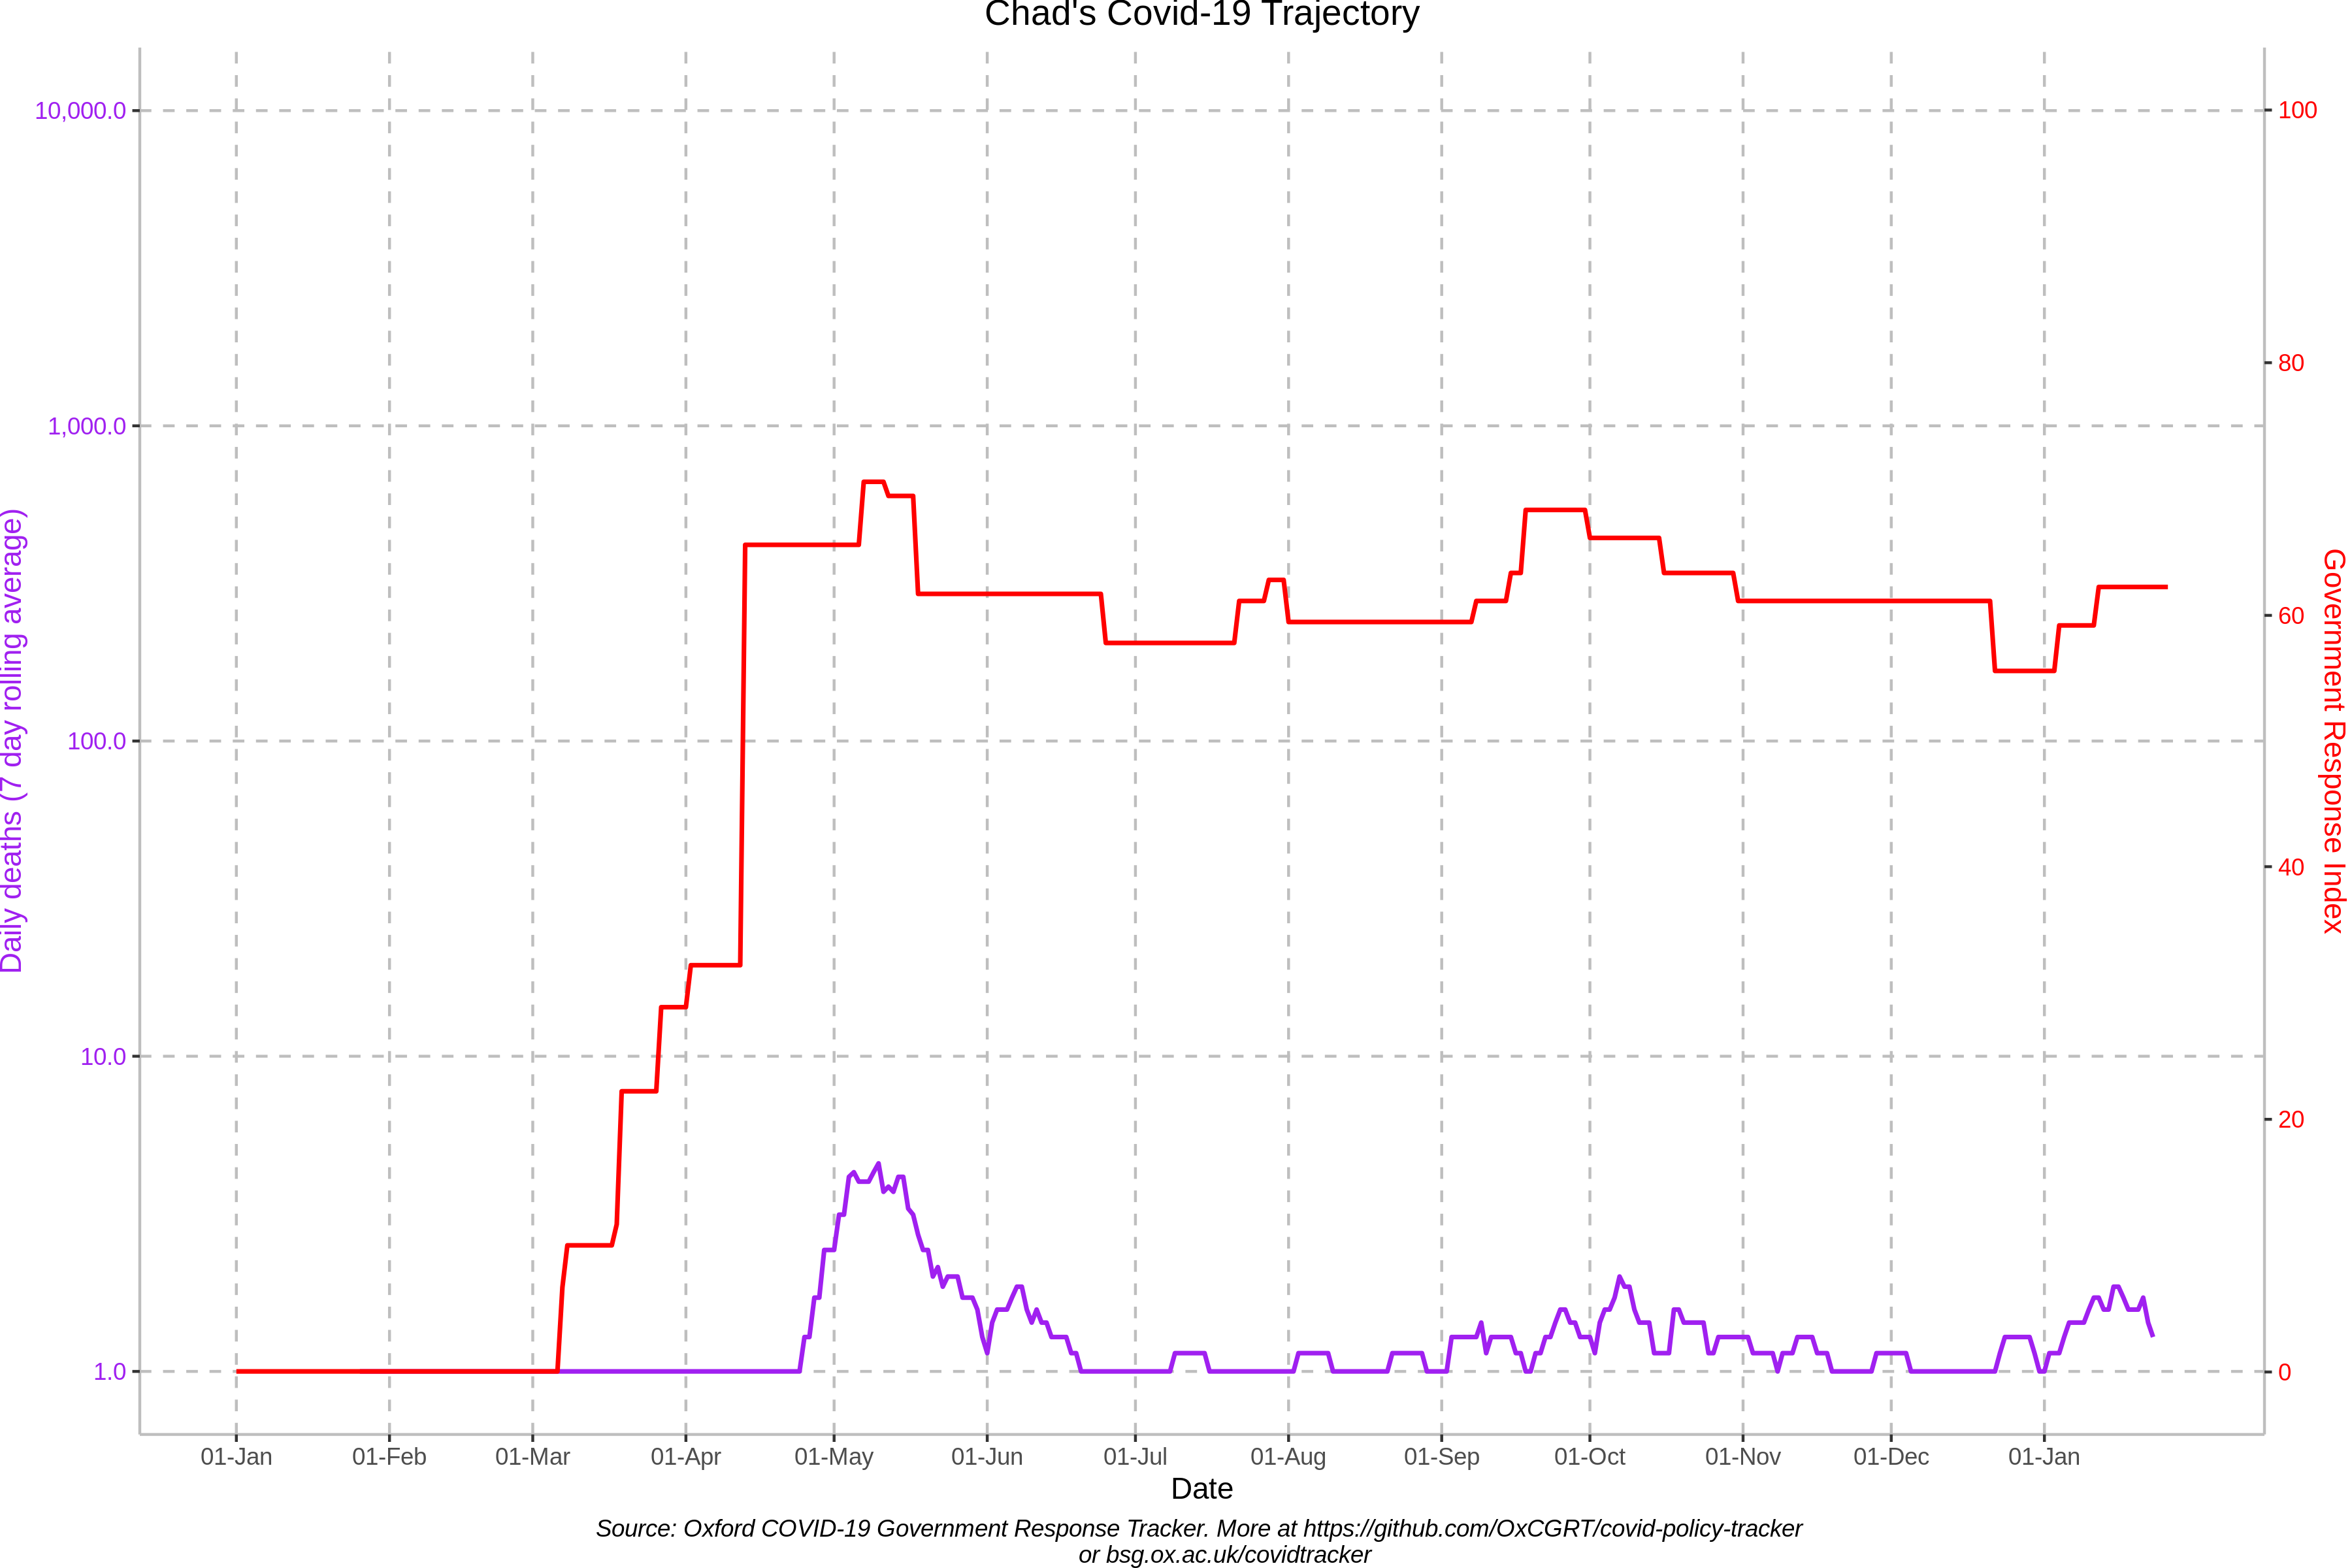 Chad's Covid-19 Trajectory
10,000.0
1,000.0
100.0
10.0
1.0
Daily deaths (7 day rolling average)
100
80
60
40
20
0
Government Response Index
01-Jan 01-Feb 01-Mar 01-Apr 01-May 01-Jun 01-Jul 01-Aug 01-Sep 01-Oct 01-Nov 01-Dec 01-Jan
Date
Source: Oxford COVID-19 Government Response Tracker. More at https://github.com/OxCGRT/covid-policy-tracker
or bsg.ox.ac.uk/covidtracker